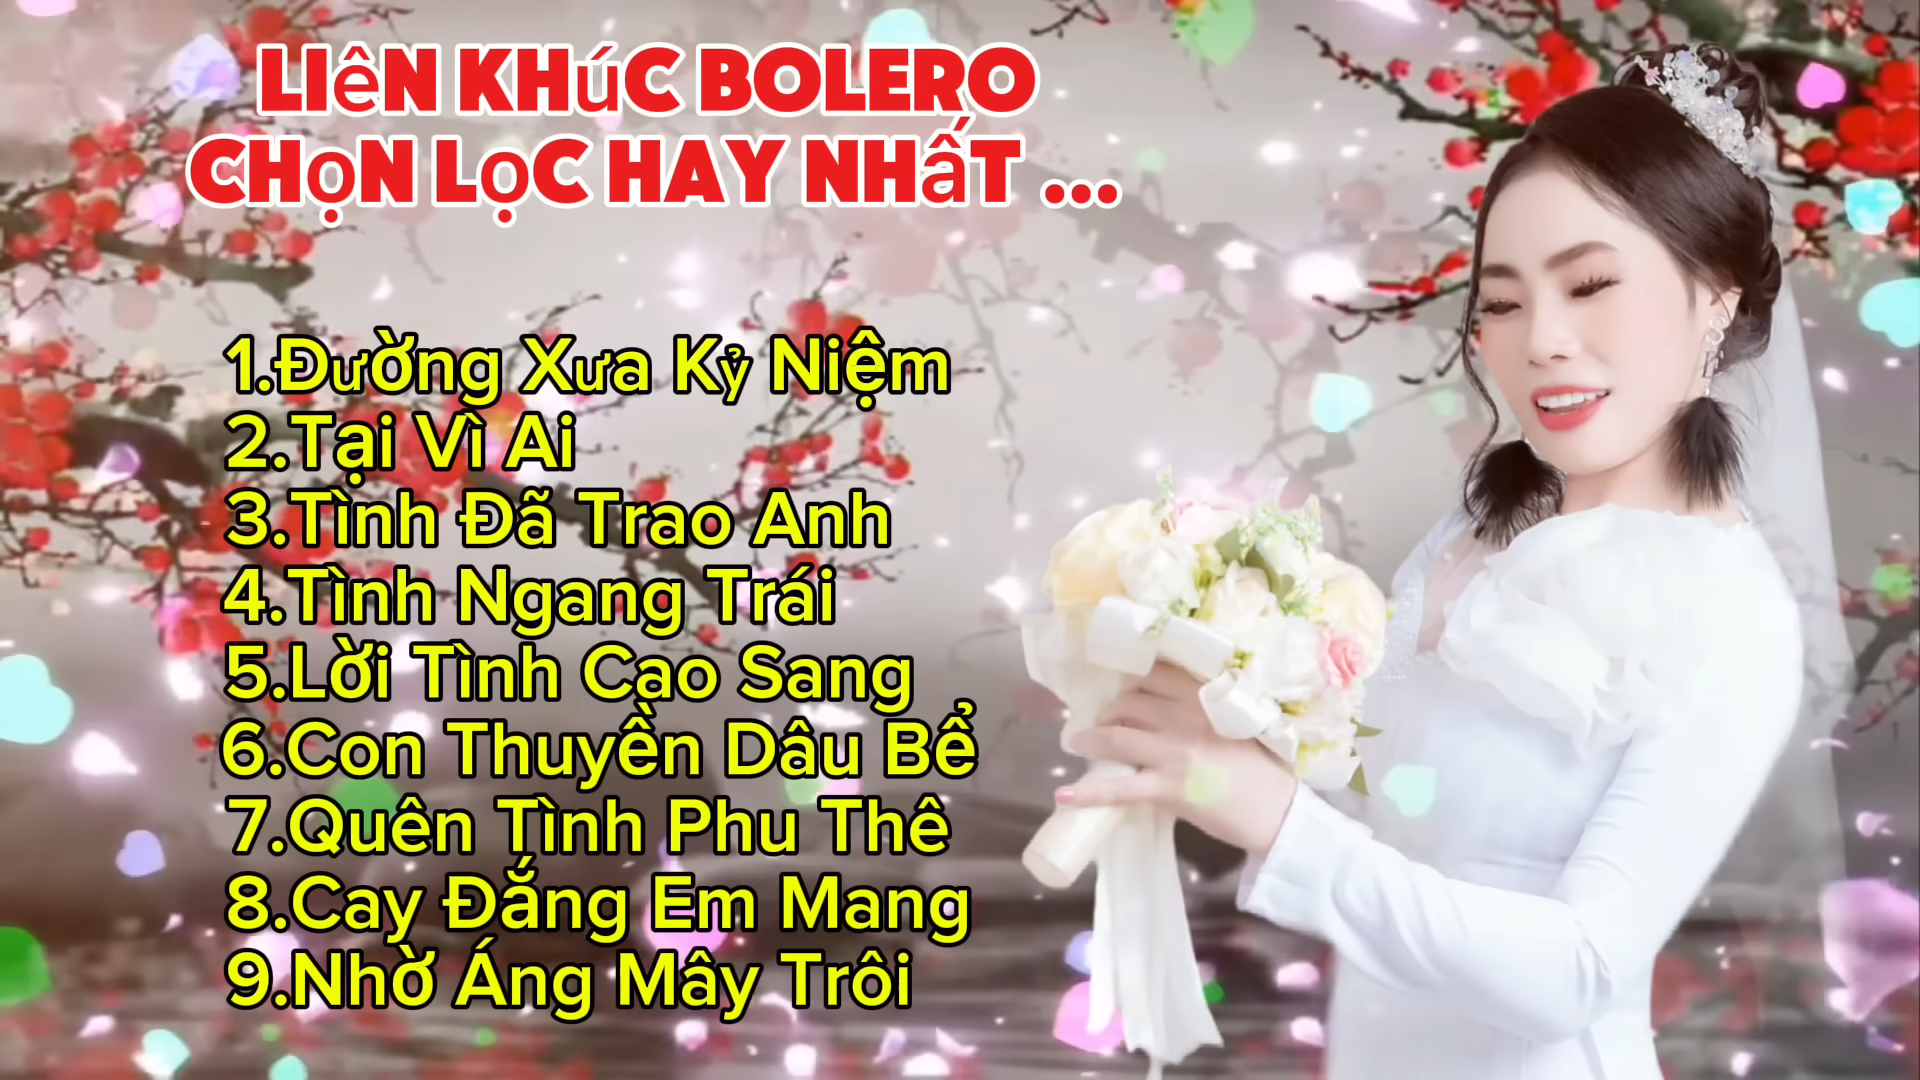 LIÊN KHÚC BOLERO
CHỌN LỌC HAY NHẤT ...
1.Đường Xưa Kỷ Niệm
2.Tại Vì Ai
3.Tình Đã Trao Anh
4.Tình Ngang Trái
5.Lời Tình Cao Sang
6.Con Thuyền Dâu Bể
7.Quên Tình Phu Thê
8.Cay Đắng Em Mang
9.Nhờ Áng Mây Trôi